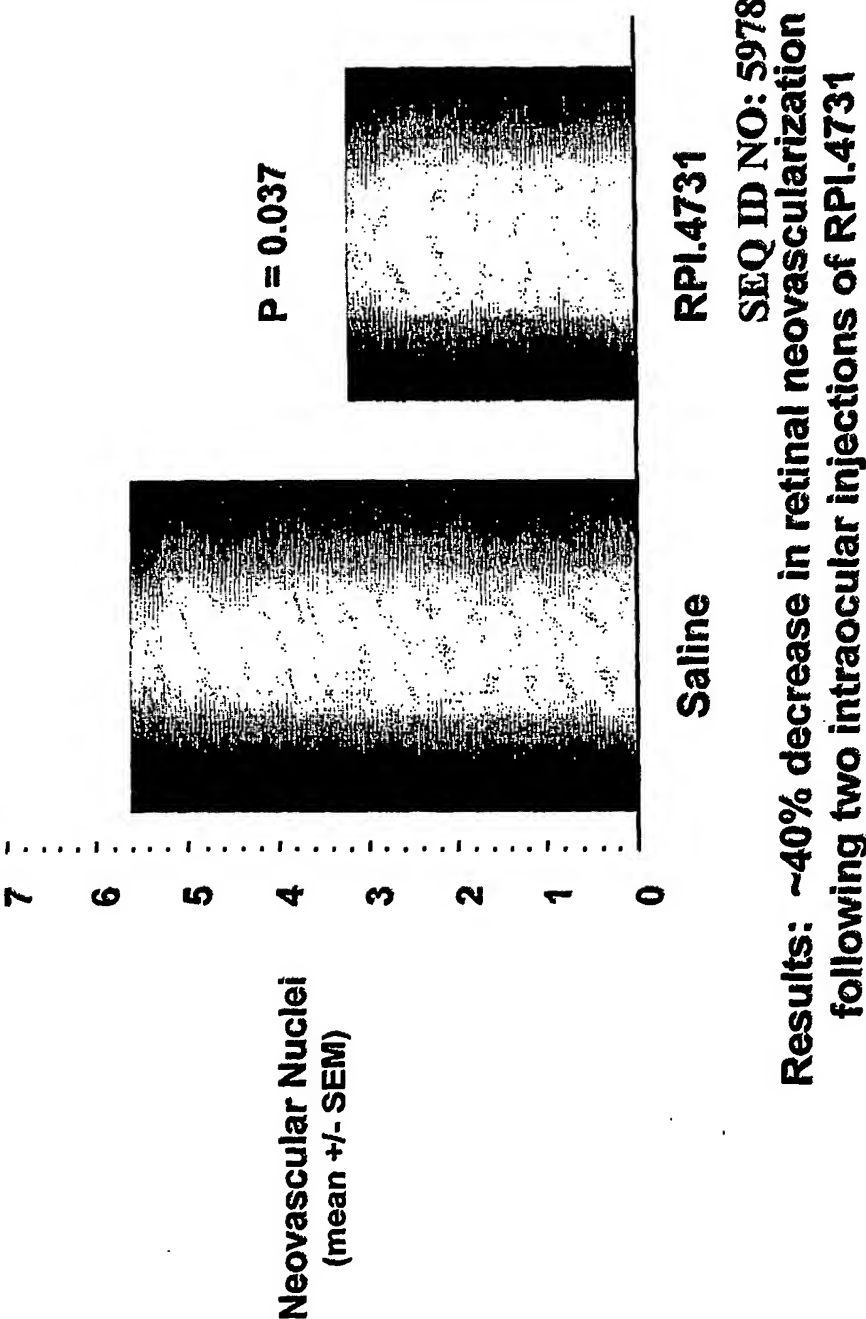 7
6
5
4
3
2
1
0
Neovascular Nuclei
(mean +/- SEM)
P = 0.037
Saline
RPI.4731
SEQ ID NO: 5978
Results: ~40% decrease in retinal neovascularization
following two intraocular injections of RPI.4731